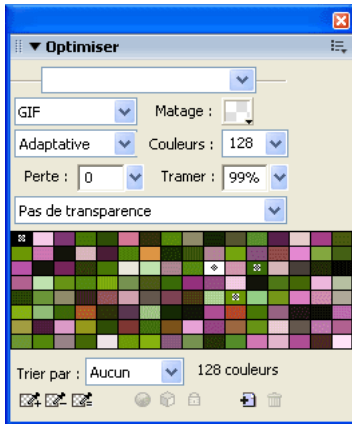 Optimiser
GIF Matage :
Adaptative Couleurs : 128
Perte : 0 Tramer : 99%
Pas de transparence
Trier par : Aucun 128 couleurs